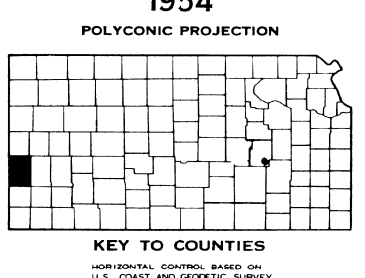 1954
POLYCONIC PROJECTION
KEY TO COUNTIES
HORIZONTAL CONTROL BASED ON
U.S. COAST AND GEODETIC SURVEY